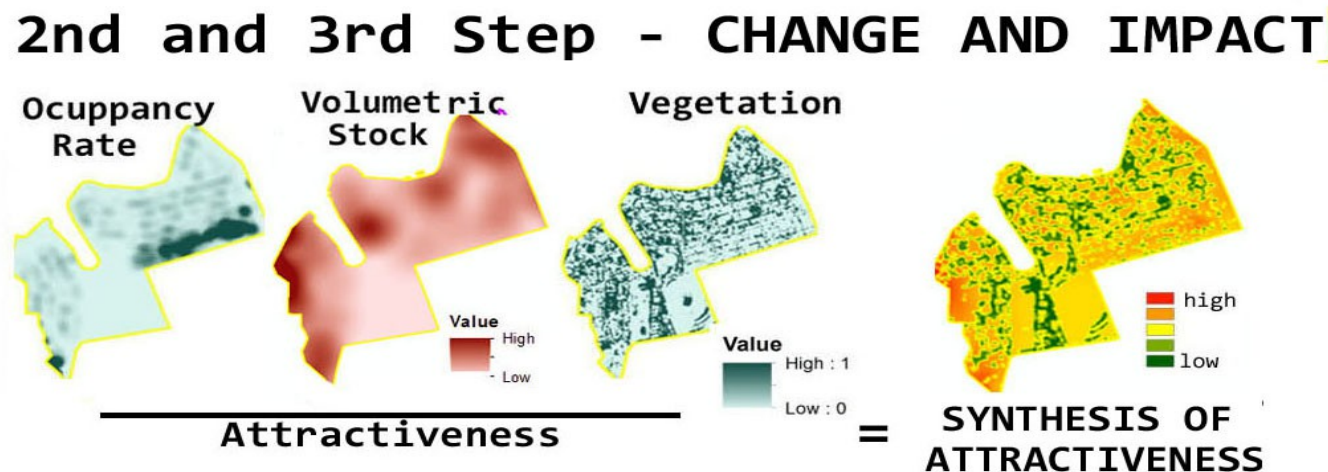 2nd and 3rd Step - CHANGE AND IMPACT
Ocuppancy
Rate
Volumetric
Stock
Vegetation
Value
High
Low
Value
High : 1
Low : 0
high
low
Attractiveness
=
SYNTHESIS OF
ATTRACTIVENESS